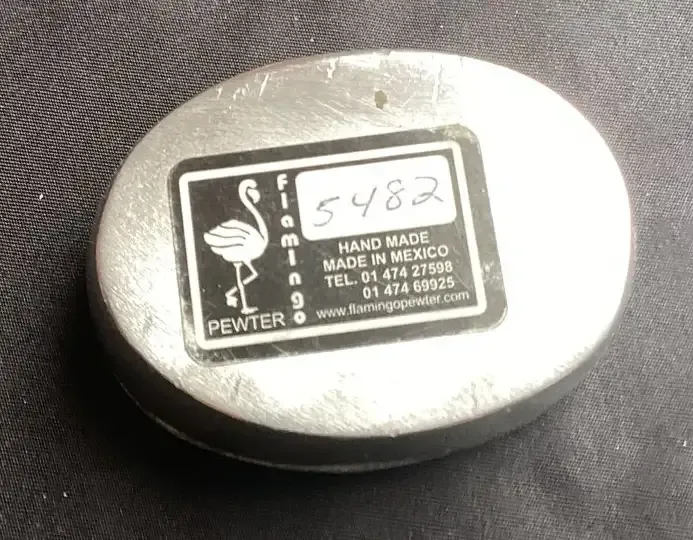 Flamingo
PEWTER
5482
HAND MADE
MADE IN MEXICO
TEL. 01 474 27598
01 474 69925
www.flamingopewter.com